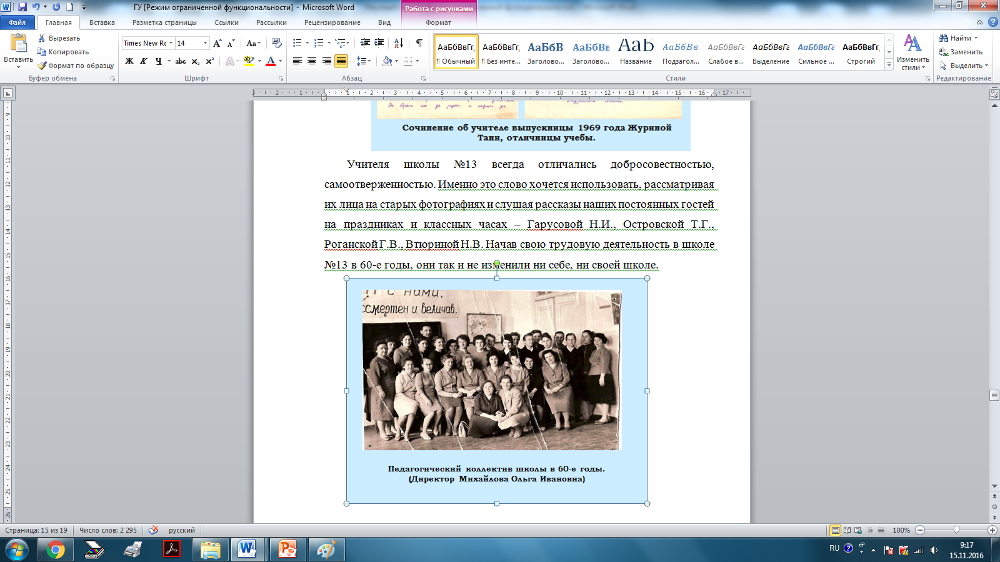 ГУ [Режим ограниченной функциональности] - Microsoft Word
Работа с рисунками
Файл
Главная
Вставка
Разметка страницы
Ссылки
Рассылки
Рецензирование
Вид
Формат
Вставить
Вырезать
Копировать
Формат по образцу
Буфер обмена
Times New Rc
14
Шрифт
Абзац
АаБбВвГг,
¶ Обычный
АаБбВвГг,
¶ Без инте...
АаБбВ
Заголово...
АаБбВв
Заголово...
АаБ
Название
АаБбВв.
Подзагол...
АаБбВвГг
Слабое в...
АаБбВвГг
Выделение
АаБбВвГг
Сильное ...
АаБбВвГг,
Строгий
Изменить стили
Стили
Найти
Заменить
Выделить
Редактирование
Сочинение об учителе выпускницы 1969 года Журиной
Тани, отличницы учебы.
Учителя школы №13 всегда отличались добросовестностью,
самоотверженностью. Именно это слово хочется использовать, рассматривая
их лица на старых фотографиях и слушая рассказы наших постоянных гостей
на праздниках и классных часах – Гарусовой Н.И., Островской Т.Г.,
Роганской Г.В., Втюриной Н.В. Начав свою трудовую деятельность в школе
№13 в 60-е годы, они так и не изменили ни себе, ни своей школе.
с нами,
ссмертен и величав.
Педагогический коллектив школы в 60-е годы.
(Директор Михайлова Ольга Ивановна)
Страница: 15 из 19
Число слов: 2 295
русский
100%
RU
9:17
15.11.2016